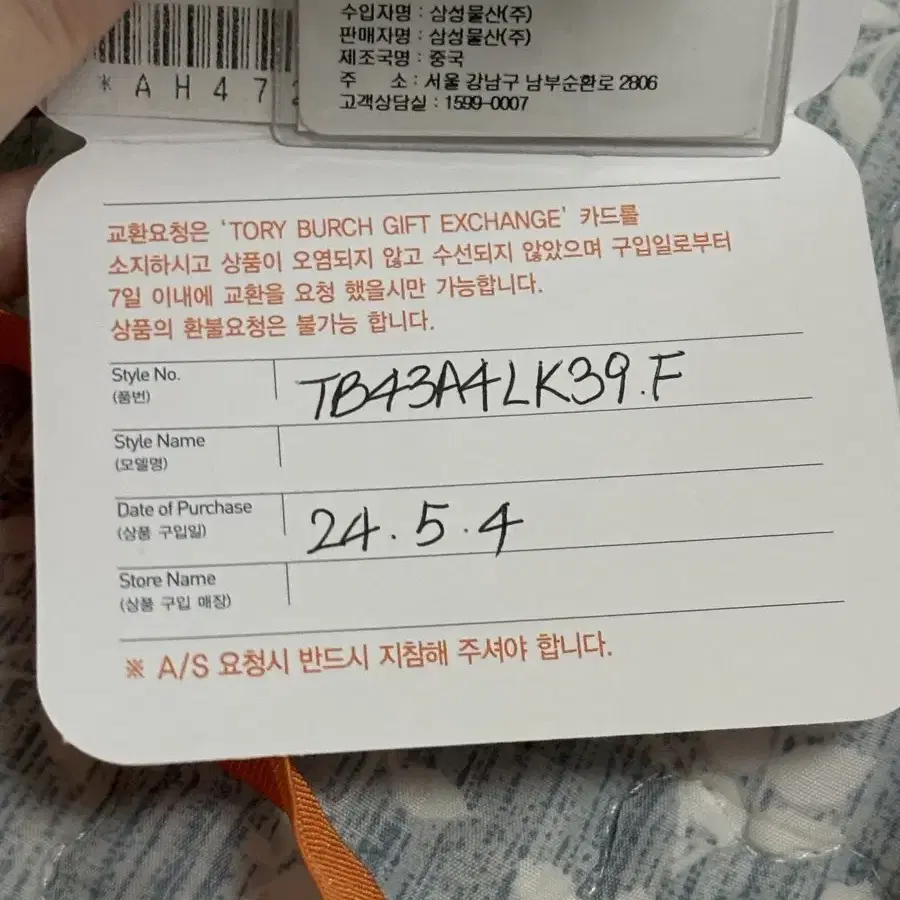 수입자명 : 삼성물산(주)
판매자명 : 삼성물산(주)
제조국명 : 중국
주 소 : 서울 강남구 남부순환로 2806
고객상담실 : 1599-0007
*AH47
교환요청은 'TORY BURCH GIFT EXCHANGE' 카드를
소지하시고 상품이 오염되지 않고 수선되지 않았으며 구입일로부터
7일 이내에 교환을 요청 했을시만 가능합니다.
상품의 환불요청은 불가능 합니다.
Style No. TB43A4LK39.F
(품번)
Style Name
(모델명)
Date of Purchase 24.5.4
(상품 구입일)
Store Name
(상품 구입 매장)
※ A/S 요청시 반드시 지참해 주셔야 합니다.